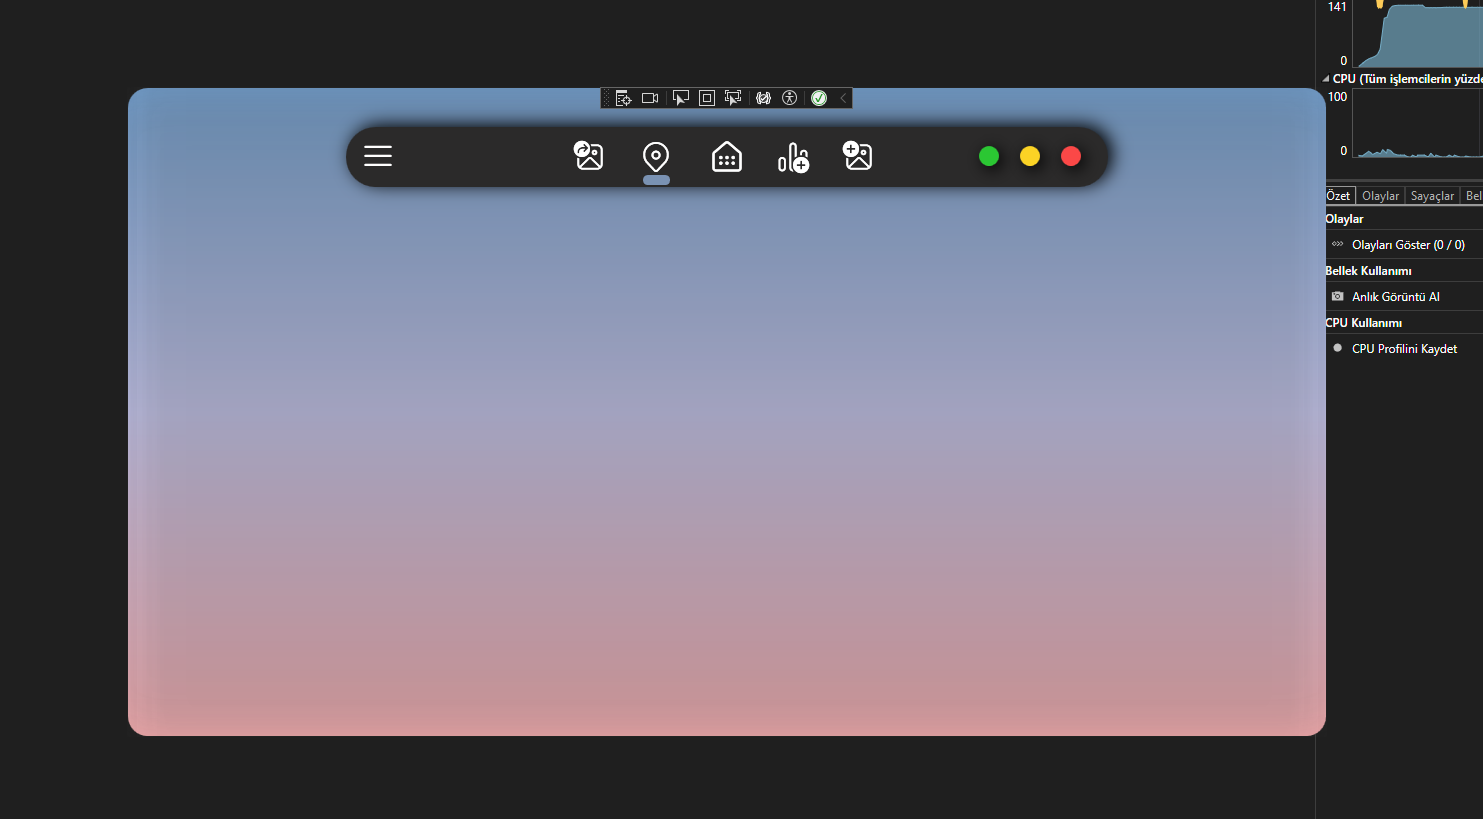 141
0
CPU (Tüm işlemcilerin yüzde
100
0
Özet Olaylar Sayaçlar Bel
Olaylar
Olayları Göster (0 / 0)
Bellek Kullanımı
Anlık Görüntü Al
CPU Kullanımı
CPU Profilini Kaydet